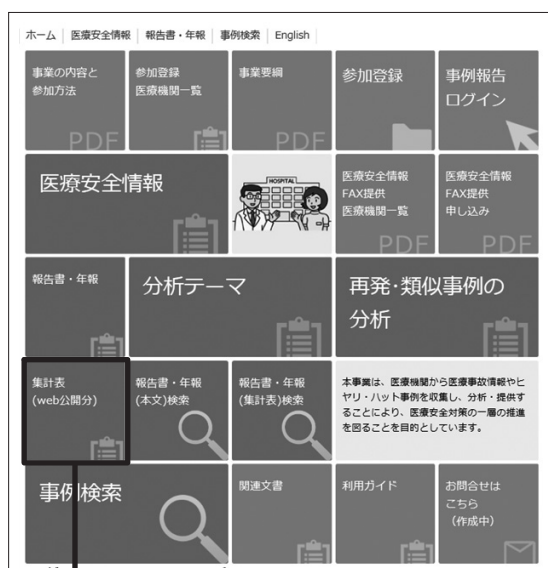 ホーム | 医療安全情報 | 報告書・年報 | 事例検索 | English
事業の内容と
参加方法
PDF
参加登録
医療機関一覧
事業要綱
PDF
参加登録
事例報告
ログイン
医療安全情報
HOSPITAL
医療安全情報
FAX提供
医療機関一覧
PDF
医療安全情報
FAX提供
申し込み
PDF
報告書・年報
分析テーマ
再発・類似事例の
分析
集計表
(web公開分)
報告書・年報
(本文)検索
報告書・年報
(集計表)検索
本事業は、医療機関から医療事故情報やヒ
ヤリ・ハット事例を収集し、分析・提供す
ることにより、医療安全対策の一層の推進
を図ることを目的としています。
事例検索
関連文書
利用ガイド
お問合せは
こちら
(作成中)